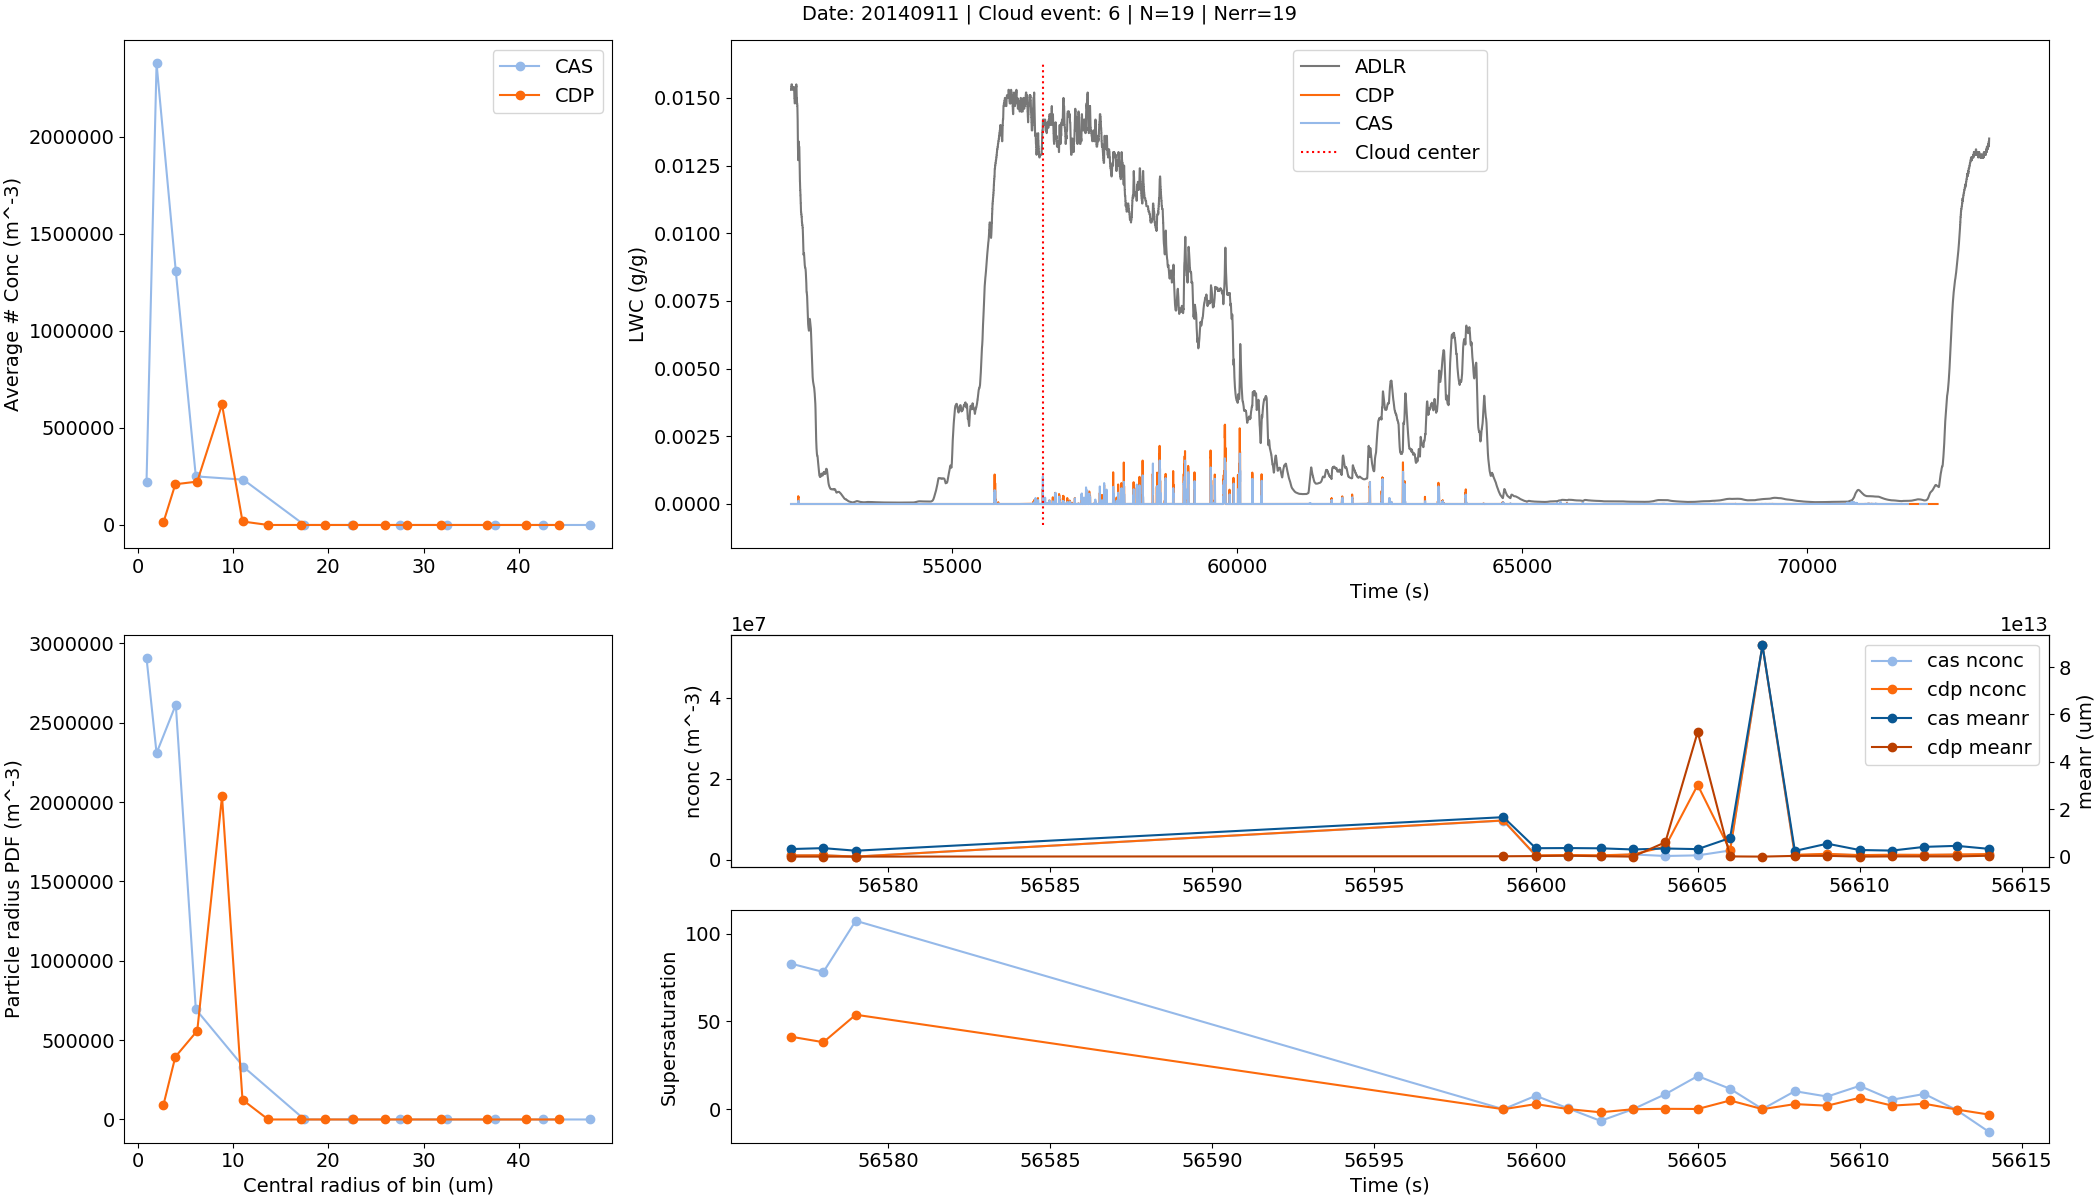 Date: 20140911 | Cloud event: 6 | N=19 | Nerr=19
Average # Conc (m^-3)
2000000
1500000
1000000
500000
0
0 10 20 30 40
CAS
CDP
LWC (g/g)
0.0150
0.0125
0.0100
0.0075
0.0050
0.0025
0.0000
55000 60000 65000 70000
Time (s)
ADLR
CDP
CAS
Cloud center
Particle radius PDF (m^-3)
3000000
2500000
2000000
1500000
1000000
500000
0
0 10 20 30 40
Central radius of bin (um)
1e7
1e13
nconc (m^-3)
4
2
0
8
6
4
2
0
meanr (um)
cas nconc
cdp nconc
cas meanr
cdp meanr
56580 56585 56590 56595 56600 56605 56610 56615
Supersaturation
100
50
0
56580 56585 56590 56595 56600 56605 56610 56615
Time (s)